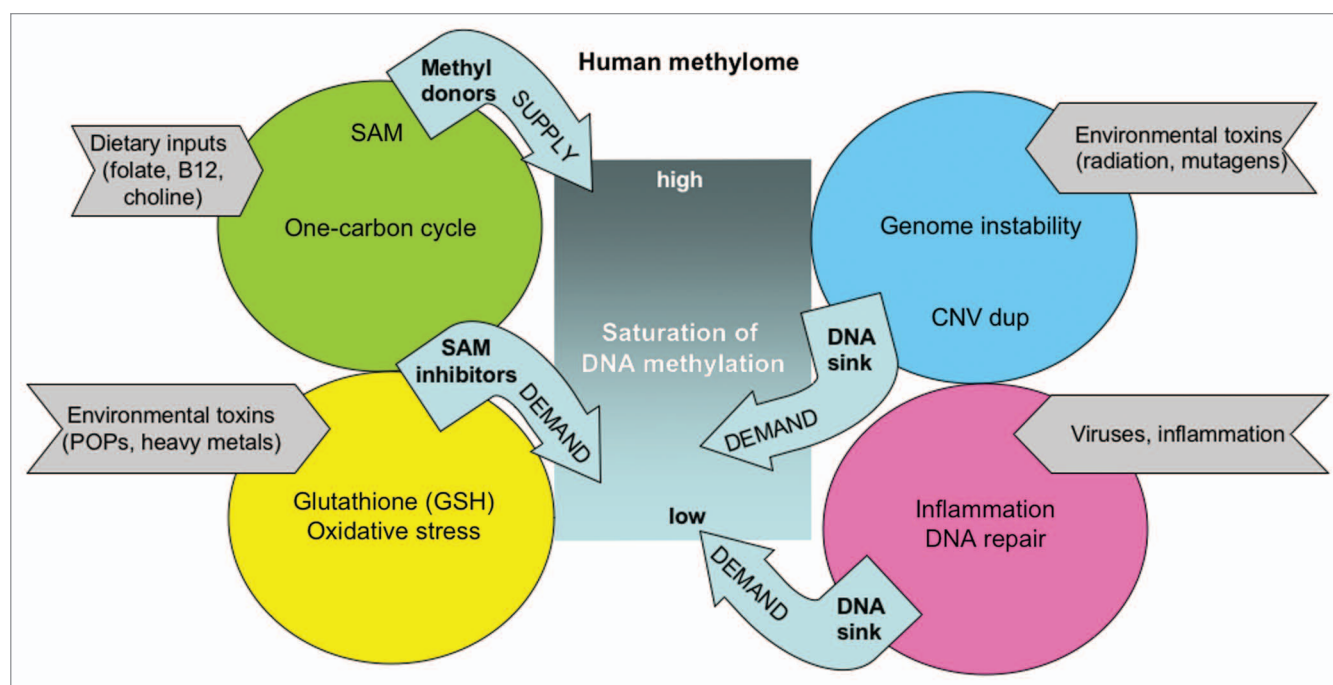 Human methylome
Methyl
donors
SUPPLY
SAM
One-carbon cycle
Dietary inputs
(folate, B12,
choline)
high
Saturation of
DNA methylation
low
Environmental toxins
(radiation, mutagens)
Genome instability
CNV dup
DNA
sink
DEMAND
SAM
inhibitors
DEMAND
Environmental toxins
(POPs, heavy metals)
Glutathione (GSH)
Oxidative stress
Viruses, inflammation
Inflammation
DNA repair
DNA
sink
DEMAND